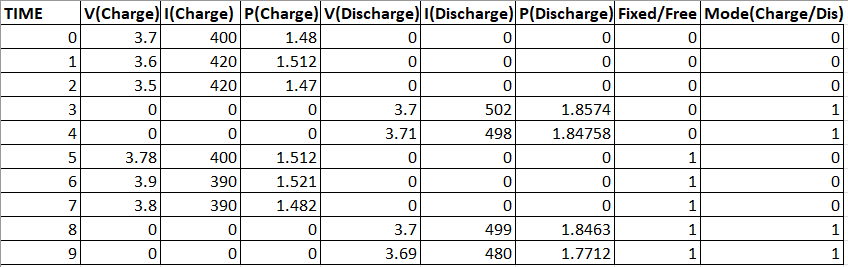 TIME V(Charge) I(Charge) P(Charge) V(Discharge) I(Discharge) P(Discharge) Fixed/Free Mode(Charge/Dis)
0 3.7 400 1.48 0 0 0 0 0
1 3.6 420 1.512 0 0 0 0 0
2 3.5 420 1.47 0 0 0 0 0
3 0 0 0 3.7 502 1.8574 0 1
4 0 0 0 3.71 498 1.84758 0 1
5 3.78 400 1.512 0 0 0 1 0
6 3.9 390 1.521 0 0 0 1 0
7 3.8 390 1.482 0 0 0 1 0
8 0 0 0 3.7 499 1.8463 1 1
9 0 0 0 3.69 480 1.7712 1 1